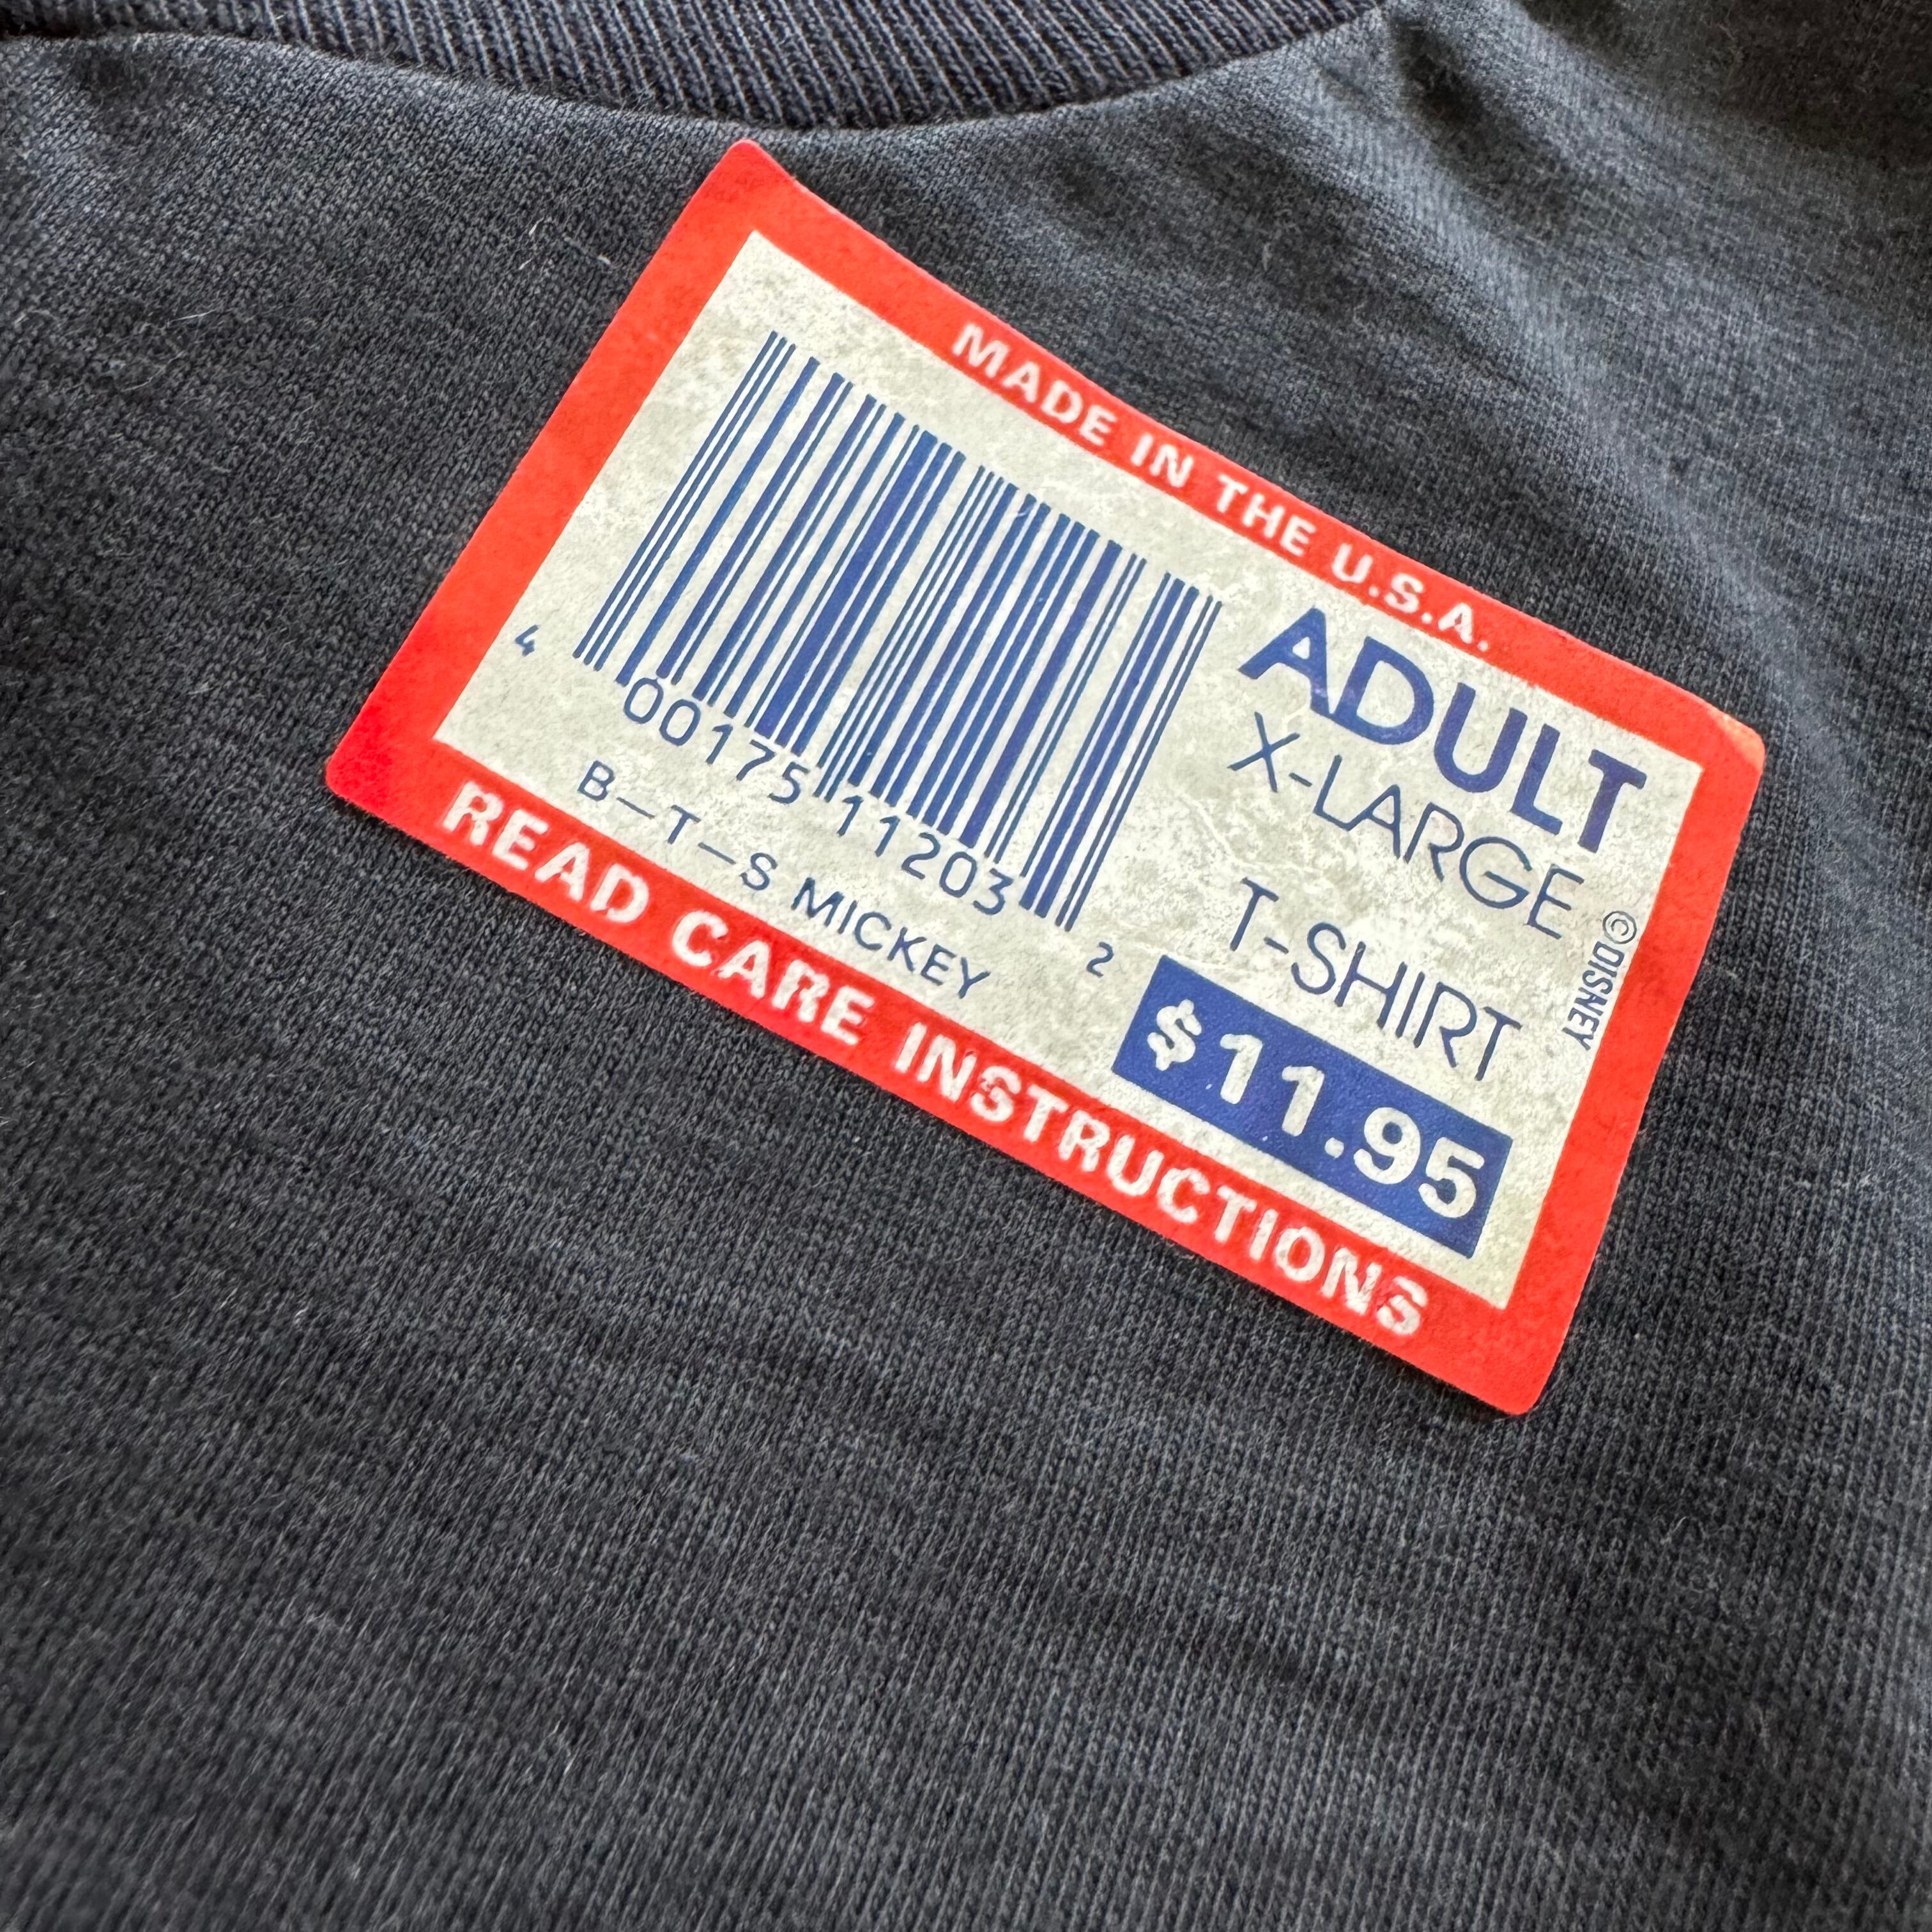 MADE IN THE U.S.A.
4 00175 11203 2
B-T-S MICKEY
ADULT
X-LARGE
T-SHIRT
$11.95
©DISNEY
READ CARE INSTRUCTIONS